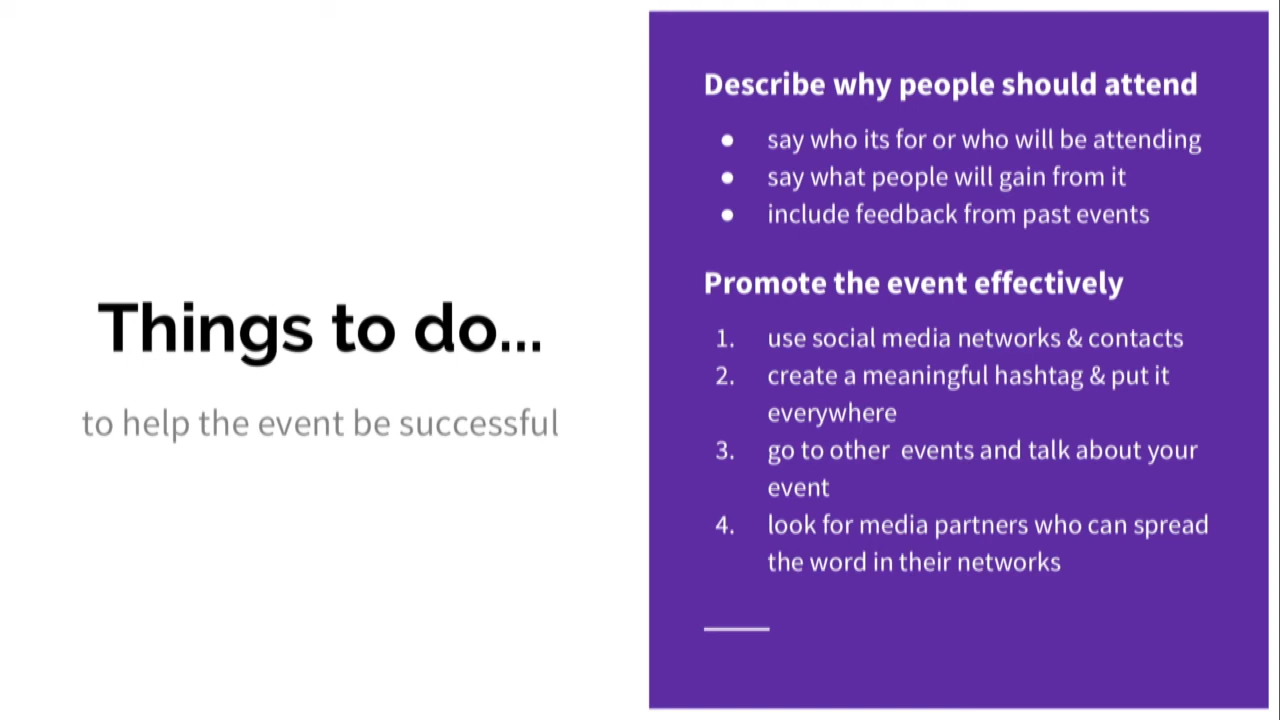 Things to do...
to help the event be successful
Describe why people should attend
● say who its for or who will be attending
● say what people will gain from it
● include feedback from past events
Promote the event effectively
1. use social media networks & contacts
2. create a meaningful hashtag & put it
everywhere
3. go to other  events and talk about your
event
4. look for media partners who can spread
the word in their networks